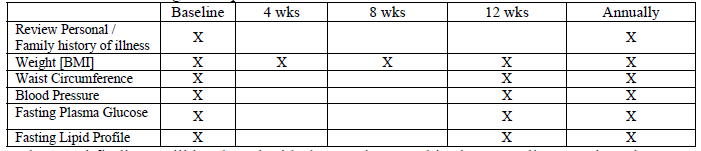 Baseline 4 wks 8 wks 12 wks Annually
Review Personal /
Family history of illness X X
Weight [BMI] X X X X X
Waist Circumference X X X
Blood Pressure X X X
Fasting Plasma Glucose X X X
Fasting Lipid Profile X X X